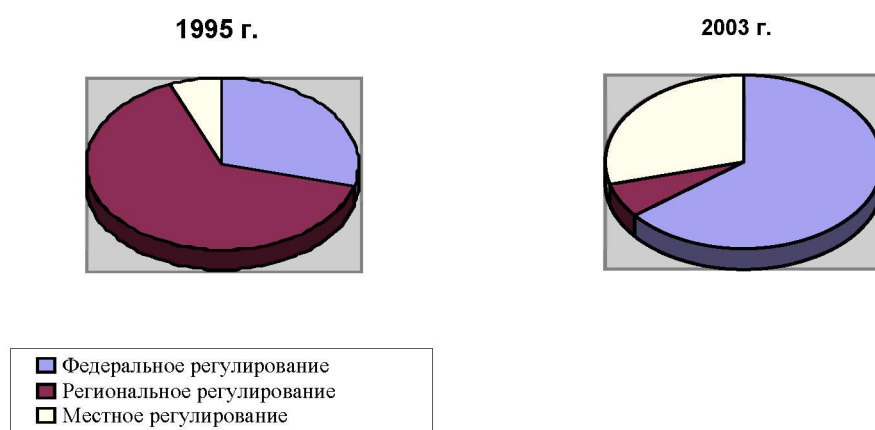 1995 г.
2003 г.
Федеральное регулирование
Региональное регулирование
Местное регулирование